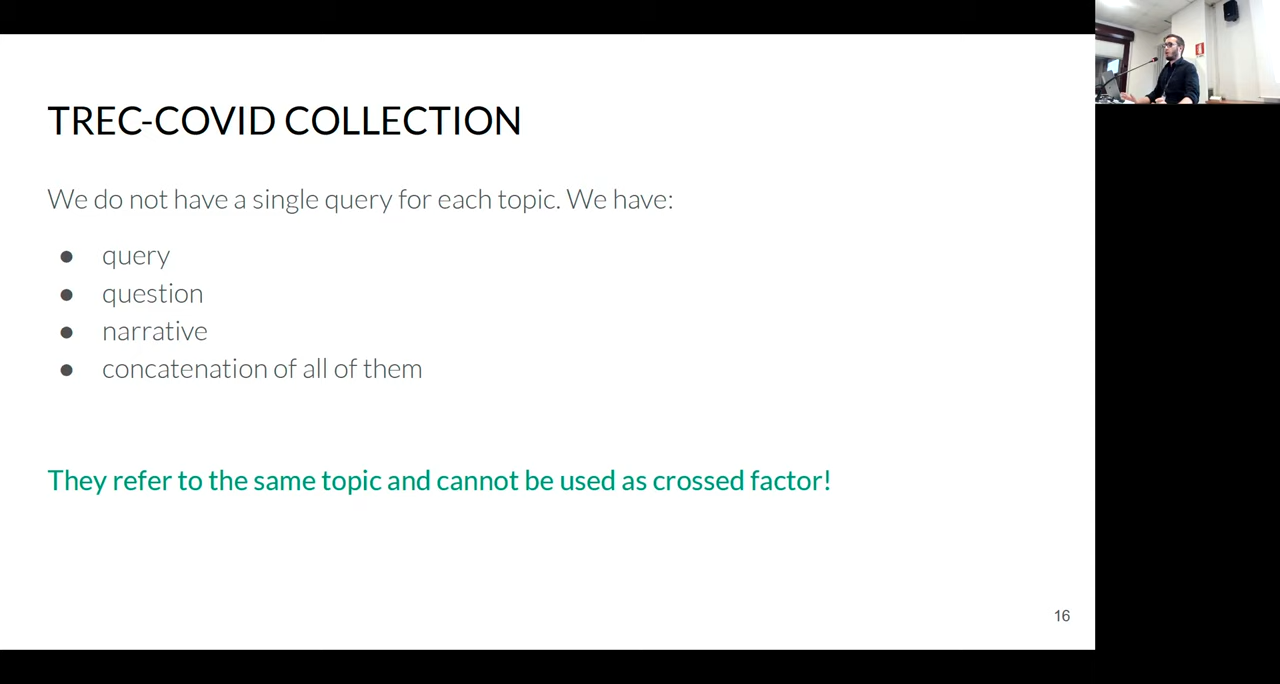 TREC-COVID COLLECTION
We do not have a single query for each topic. We have:
● query
● question
● narrative
● concatenation of all of them
They refer to the same topic and cannot be used as crossed factor!
16